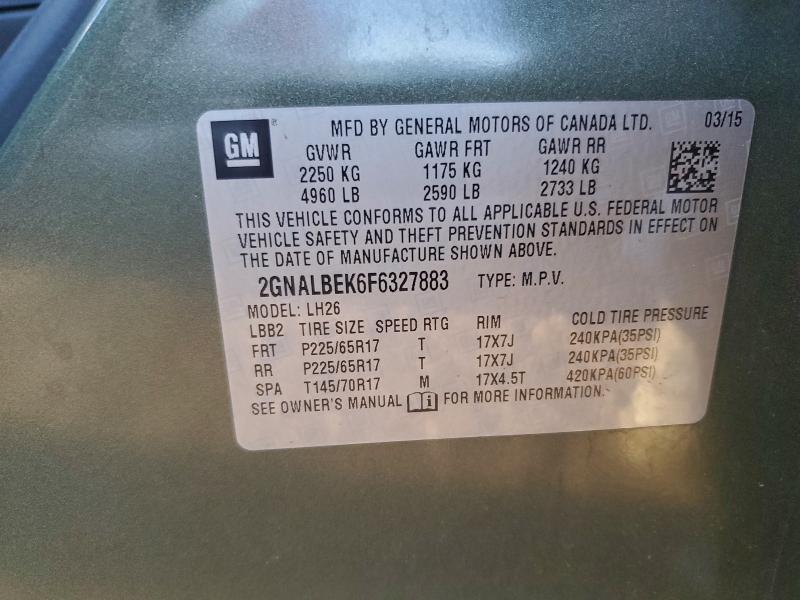 GM ®
MFD BY GENERAL MOTORS OF CANADA LTD. 03/15
GVWR GAWR FRT GAWR RR
2250 KG 1175 KG 1240 KG
4960 LB 2590 LB 2733 LB
THIS VEHICLE CONFORMS TO ALL APPLICABLE U.S. FEDERAL MOTOR
VEHICLE SAFETY AND THEFT PREVENTION STANDARDS IN EFFECT ON
THE DATE OF MANUFACTURE SHOWN ABOVE.
2GNALBEK6F6327883 TYPE: M.P.V.
MODEL: LH26
LBB2 TIRE SIZE SPEED RTG RIM COLD TIRE PRESSURE
FRT P225/65R17 T 17X7J 240KPA(35PSI)
RR P225/65R17 T 17X7J 240KPA(35PSI)
SPA T145/70R17 M 17X4.5T 420KPA(60PSI)
SEE OWNER'S MANUAL i FOR MORE INFORMATION.